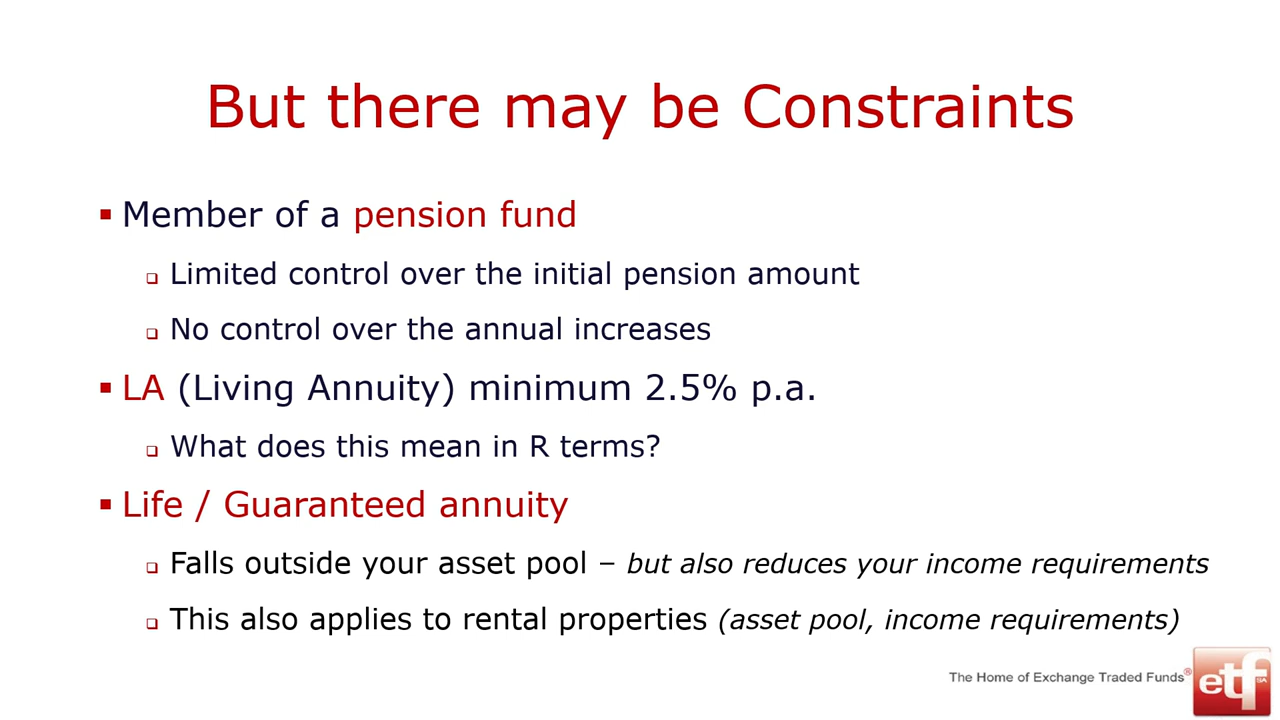 But there may be Constraints
▪ Member of a pension fund
❑ Limited control over the initial pension amount
❑ No control over the annual increases
▪ LA (Living Annuity) minimum 2.5% p.a.
❑ What does this mean in R terms?
▪ Life / Guaranteed annuity
❑ Falls outside your asset pool – but also reduces your income requirements
❑ This also applies to rental properties (asset pool, income requirements)
The Home of Exchange Traded Funds®
etf SA